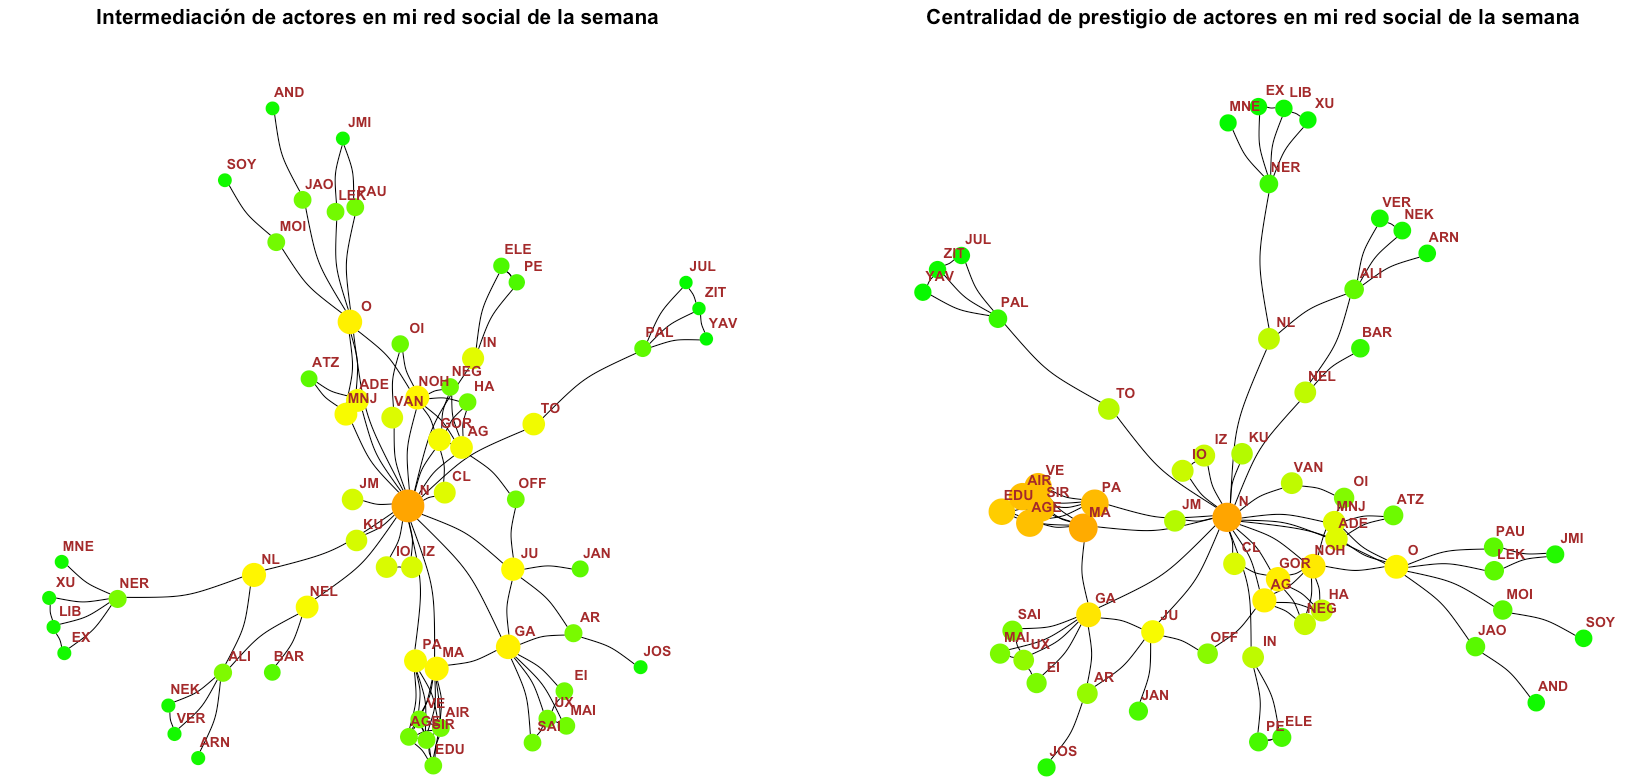 Intermediación de actores en mi red social de la semana
AND
JMI
SOY
JAO
LEK
PAU
MOI
ELE
PE
JUL
ZIT
YAV
O
OI
IN
PAL
ATZ
ADE
NOH
NEG
HA
MNJ
VAN
TO
GOR
AG
JM
N
CL
OFF
KU
IO
IZ
JU
JAN
MNE
NL
XU
NER
LIB
NEL
EX
AR
GA
PA
MA
JOS
ALI
BAR
EI
NEK
VE
UX
VER
AGE
SIR
AIR
MAI
SAI
ARN
EDU
Centralidad de prestigio de actores en mi red social de la semana
EX
LIB
XU
MNE
NER
VER
NEK
ARN
JUL
ZIT
YAV
PAL
ALI
NL
BAR
NEL
TO
IZ
KU
IO
VAN
OI
VE
AIR
SIR
EDU
AGE
PA
MA
JM
N
MNJ
ATZ
ADE
CL
NOH
O
PAU
JMI
LEK
GOR
AG
HA
NEG
MOI
SOY
GA
SAI
MAI
UX
EI
JU
OFF
IN
JAO
AR
JAN
AND
PE
ELE
JOS